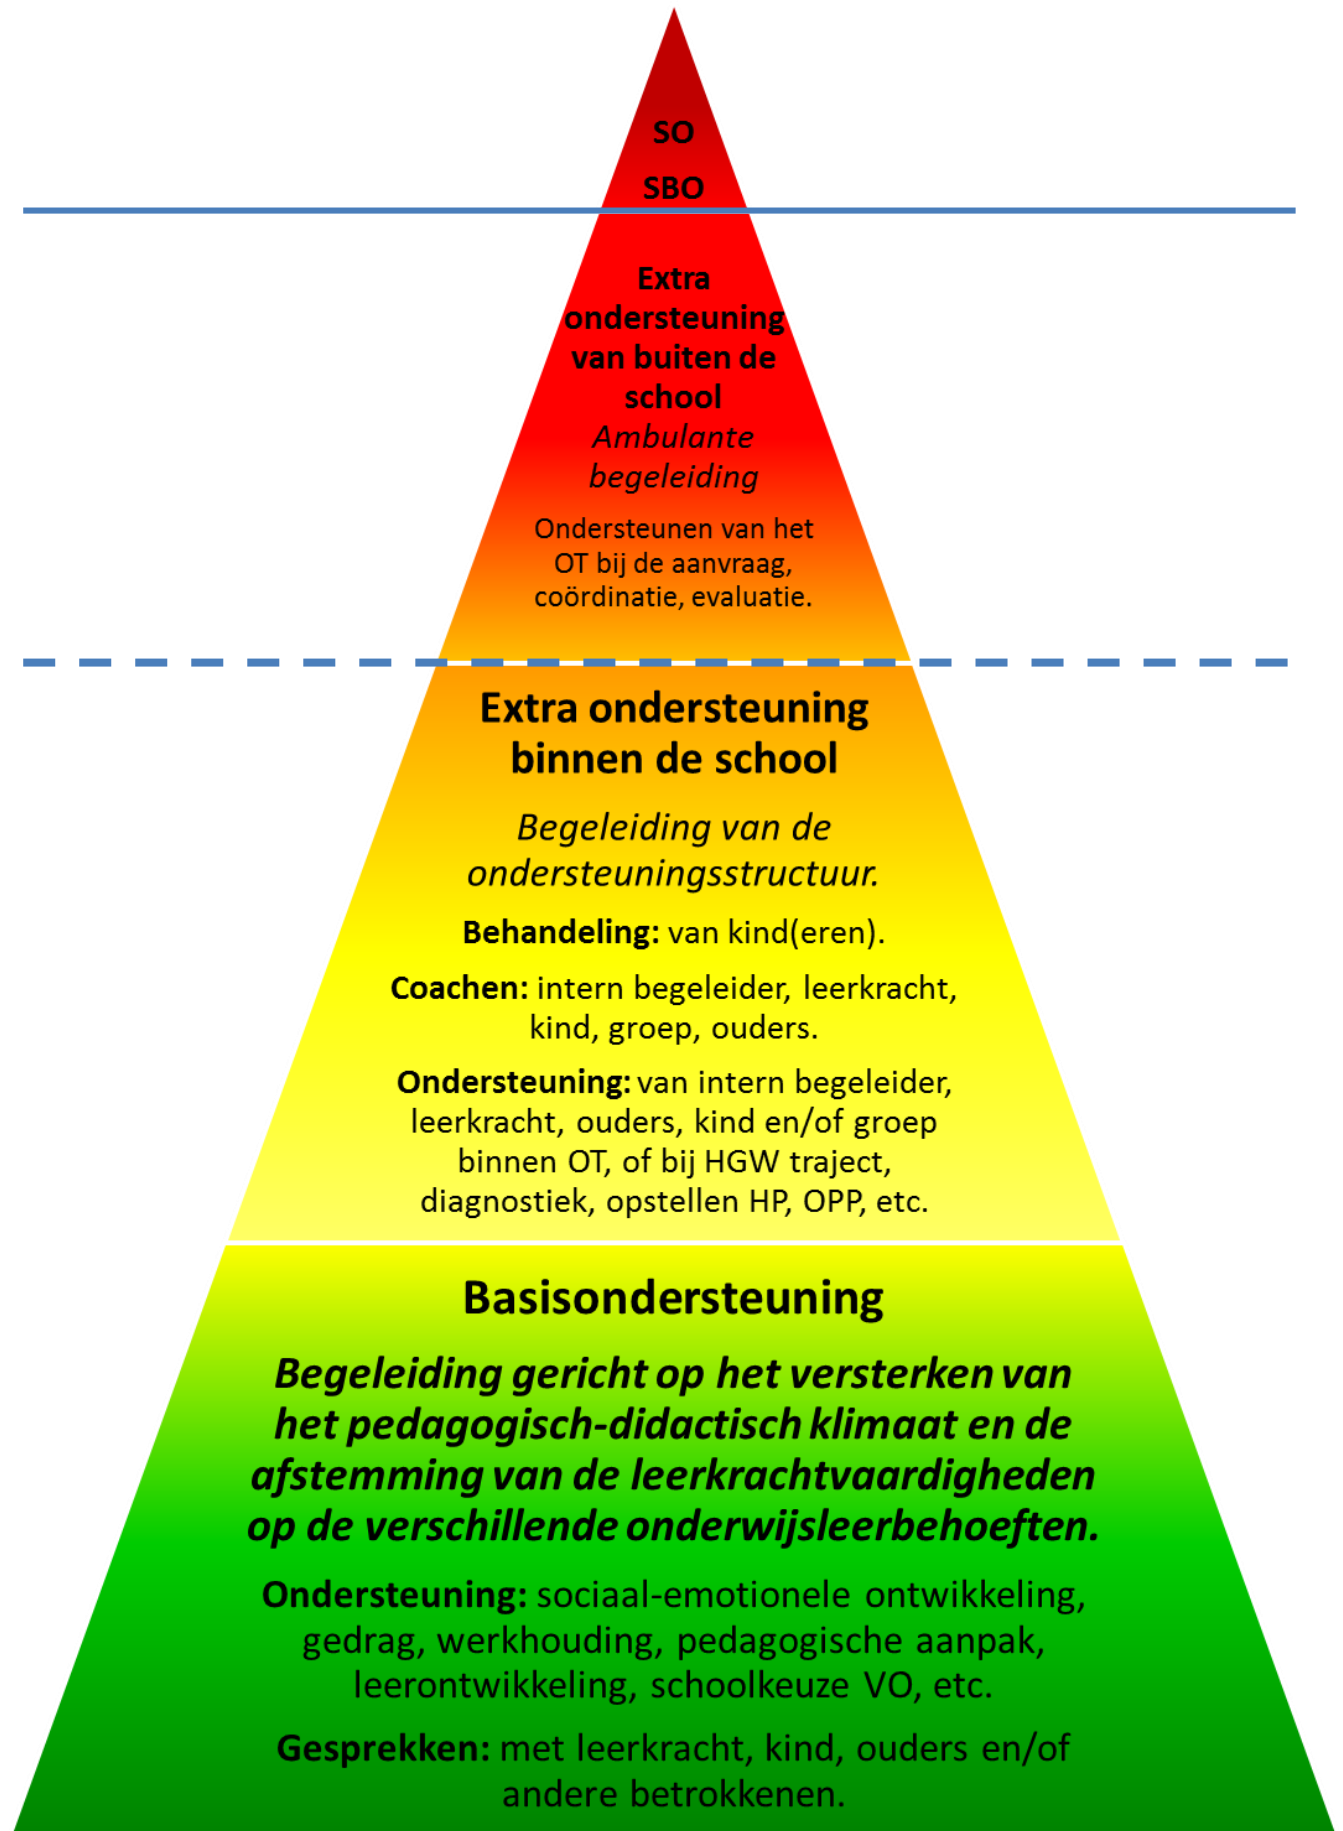 SO
SBO
Extra
ondersteuning
van buiten de
school
Ambulante
begeleiding
Ondersteunen van het
OT bij de aanvraag,
coördinatie, evaluatie.
Extra ondersteuning
binnen de school
Begeleiding van de
ondersteuningsstructuur.
Behandeling: van kind(eren).
Coachen: intern begeleider, leerkracht,
kind, groep, ouders.
Ondersteuning: van intern begeleider,
leerkracht, ouders, kind en/of groep
binnen OT, of bij HGW traject,
diagnostiek, opstellen HP, OPP, etc.
Basisondersteuning
Begeleiding gericht op het versterken van
het pedagogisch-didactisch klimaat en de
afstemming van de leerkrachtvaardigheden
op de verschillende onderwijsleerbehoeften.
Ondersteuning: sociaal-emotionele ontwikkeling,
gedrag, werkhouding, pedagogische aanpak,
leerontwikkeling, schoolkeuze VO, etc.
Gesprekken: met leerkracht, kind, ouders en/of
andere betrokkenen.